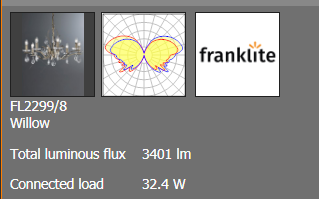 franklite
FL2299/8
Willow
Total luminous flux 3401 lm
Connected load 32.4 W